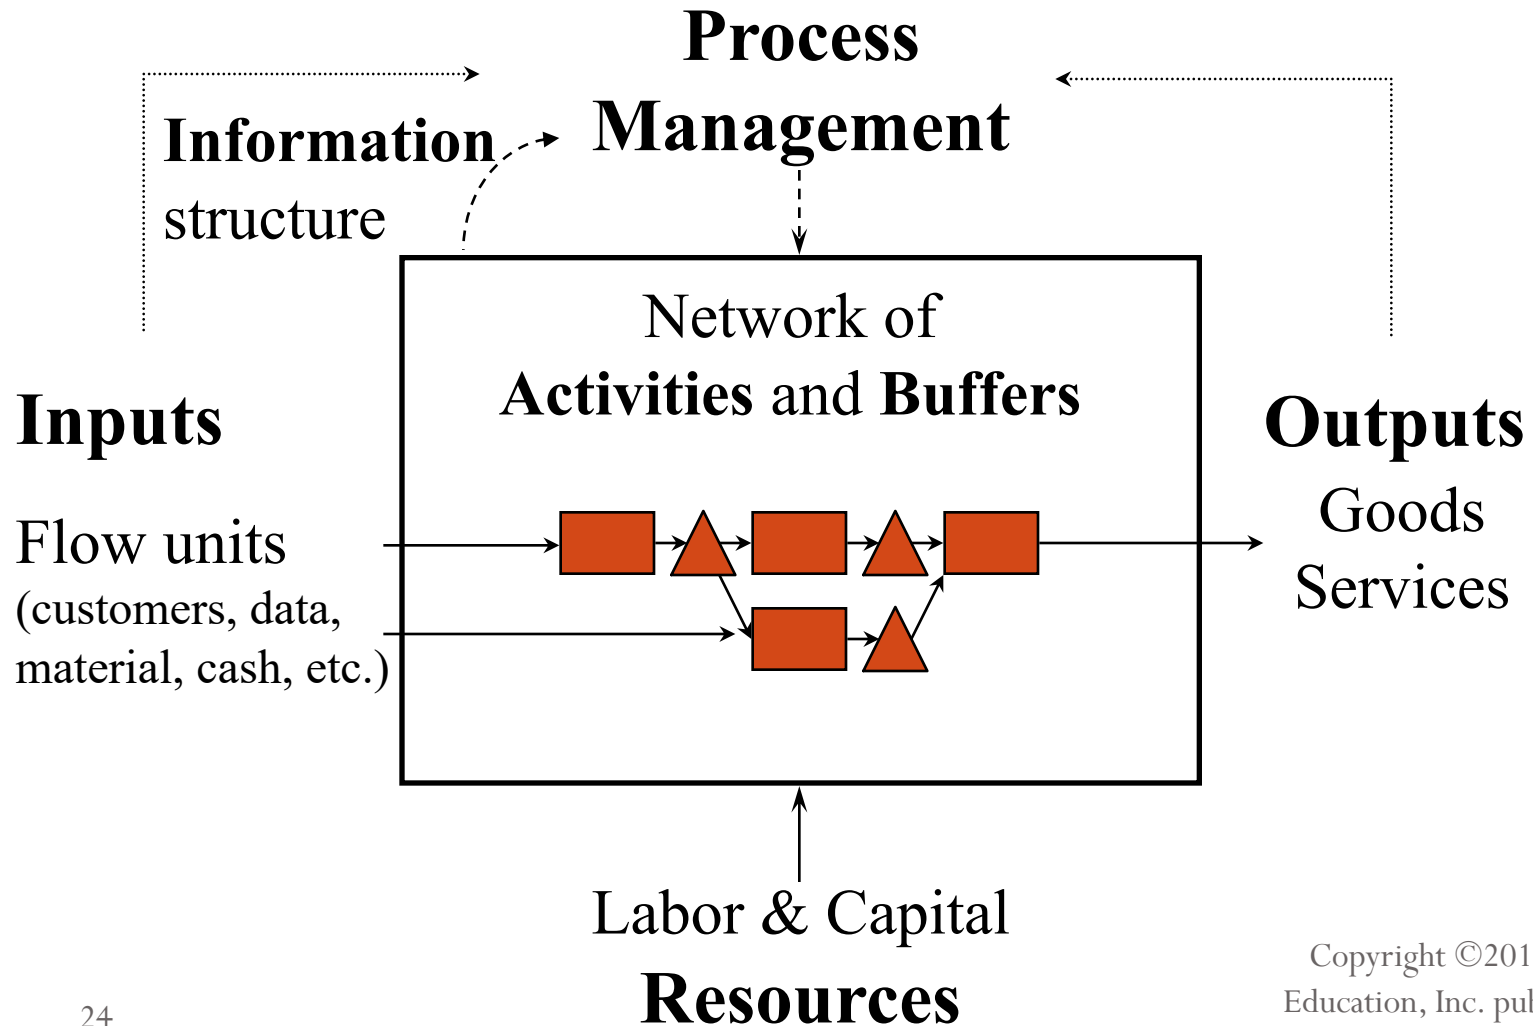 Process
Management
Information
structure
Network of
Activities and Buffers
Inputs
Outputs
Flow units
(customers, data,
material, cash, etc.)
Goods
Services
Labor & Capital
Resources
Copyright ©201
Education, Inc.
24